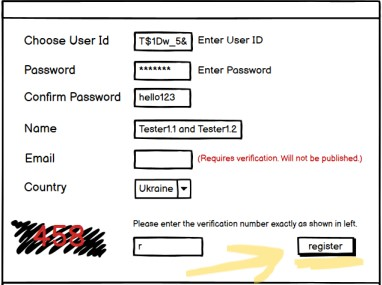 Choose User Id T$1Dw_5& Enter User ID
Password ******* Enter Password
Confirm Password hello123
Name Tester1.1 and Tester1.2
Email (Requires verification. Will not be published.)
Country Ukraine
Please enter the verification number exactly as shown in left.
458 r register